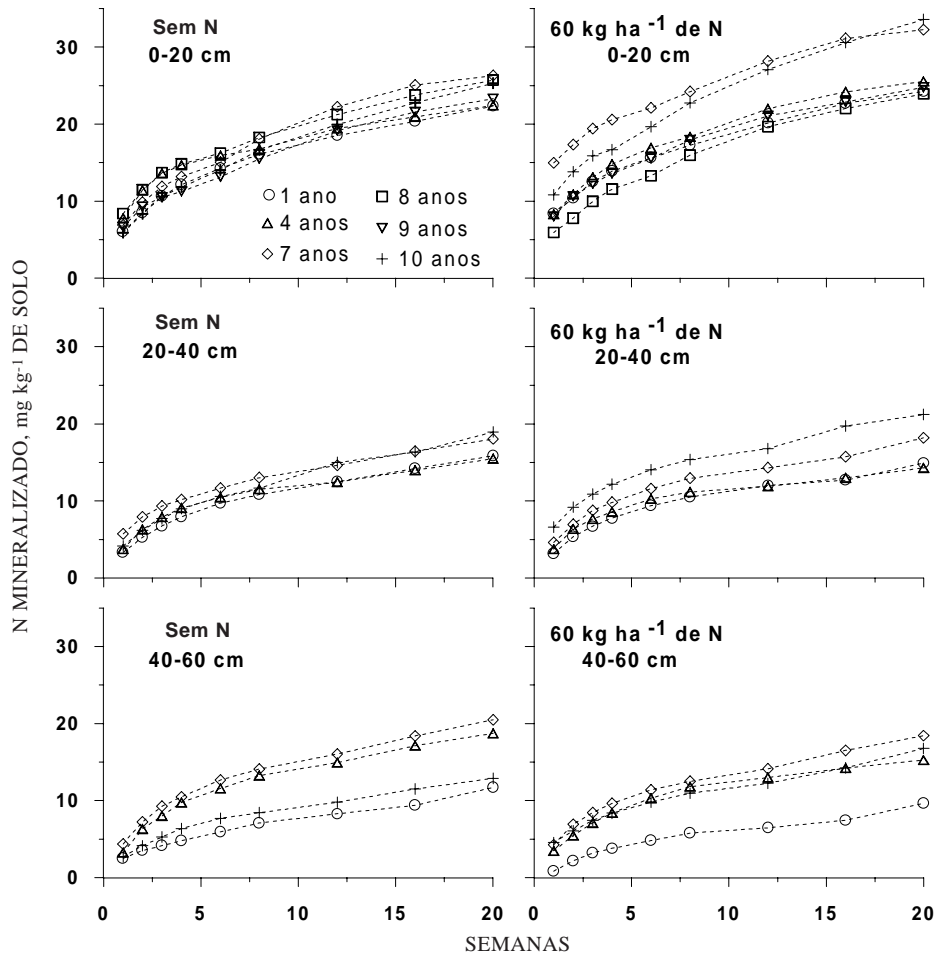 Sem N
0-20 cm
30
20
10
0
1 ano
4 anos
7 anos
8 anos
9 anos
10 anos
60 kg ha -1 de N
0-20 cm
Sem N
20-40 cm
30
20
10
0
60 kg ha -1 de N
20-40 cm
N MINERALIZADO, mg kg-1 DE SOLO
Sem N
40-60 cm
30
20
10
0
60 kg ha -1 de N
40-60 cm
0 5 10 15 20
0 5 10 15 20
SEMANAS